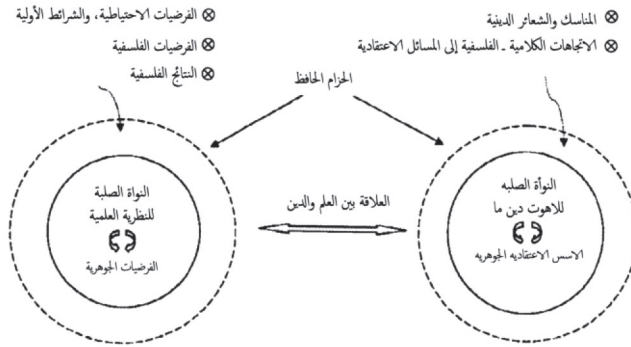 المناسك والشعائر الدينية
الاتجاهات الكلامية ـ الفلسفية إلى المسائل الاعتقادية
الفرضيات الاحتياطية، والشرائط الأولية
الفرضيات الفلسفية
النتائج الفلسفية
الحزام الحافظ
النوأة الصلبه
للاهوت دين ما
الاسس الاعتقاديه الجوهريه
العلاقة بين العلم والدين
النواة الصلبة
للنظرية العلمية
الفرضيات الجوهرية